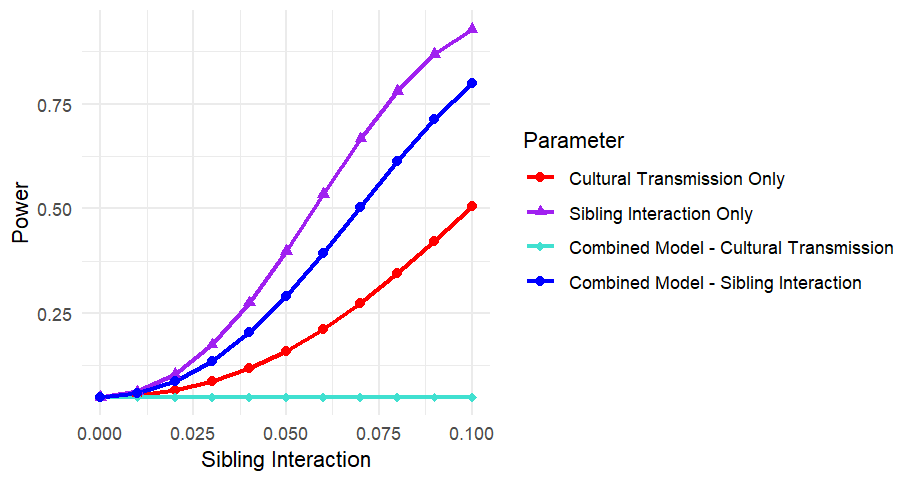 Power
0.75
0.50
0.25
0.000
0.025
0.050
0.075
0.100
Sibling Interaction
Parameter
Cultural Transmission Only
Sibling Interaction Only
Combined Model - Cultural Transmission
Combined Model - Sibling Interaction